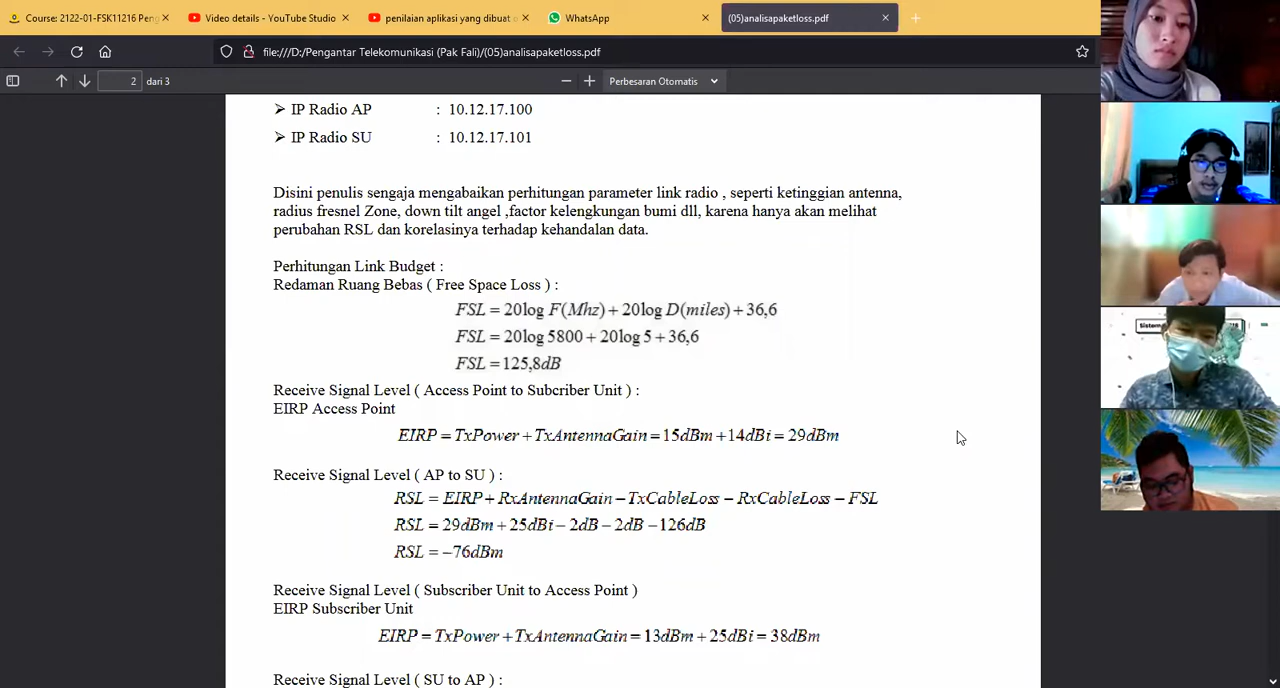 Course: 2122-01-FSK11216 Peng
Video details - YouTube Studio
penilaian aplikasi yang dibuat
WhatsApp
(05)analisapaketloss.pdf
file:///D:/Pengantar Telekomunikasi (Pak Fali)/(05)analisapaketloss.pdf
2 dari 3
Perbesaran Otomatis
➢ IP Radio AP : 10.12.17.100
➢ IP Radio SU : 10.12.17.101
Disini penulis sengaja mengabaikan perhitungan parameter link radio , seperti ketinggian antenna,
radius fresnel Zone, down tilt angel ,factor kelengkungan bumi dll, karena hanya akan melihat
perubahan RSL dan korelasinya terhadap kehandalan data.
Perhitungan Link Budget :
Redaman Ruang Bebas ( Free Space Loss ) :
FSL = 20log F(Mhz) + 20log D(miles) + 36,6
FSL = 20log 5800 + 20log 5 + 36,6
FSL = 125,8dB
Receive Signal Level ( Access Point to Subcriber Unit ) :
EIRP Access Point
EIRP = TxPower + TxAntennaGain = 15dBm + 14dBi = 29dBm
Receive Signal Level ( AP to SU ) :
RSL = EIRP + RxAntennaGain − TxCableLoss − RxCableLoss − FSL
RSL = 29dBm + 25dBi − 2dB − 2dB − 126dB
RSL = −76dBm
Receive Signal Level ( Subscriber Unit to Access Point )
EIRP Subscriber Unit
EIRP = TxPower + TxAntennaGain = 13dBm + 25dBi = 38dBm
Receive Signal Level ( SU to AP ) :